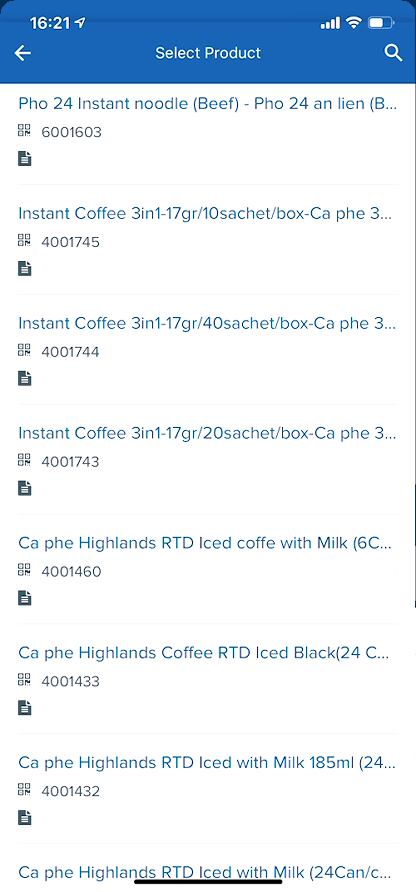 16:21
Select Product
Pho 24 Instant noodle (Beef) - Pho 24 an lien (B...
6001603
Instant Coffee 3in1-17gr/10sachet/box-Ca phe 3...
4001745
Instant Coffee 3in1-17gr/40sachet/box-Ca phe 3...
4001744
Instant Coffee 3in1-17gr/20sachet/box-Ca phe 3...
4001743
Ca phe Highlands RTD Iced coffe with Milk (6C...
4001460
Ca phe Highlands Coffee RTD Iced Black(24 C...
4001433
Ca phe Highlands RTD Iced with Milk 185ml (24...
4001432
Ca phe Highlands RTD Iced with Milk (24Can/c...